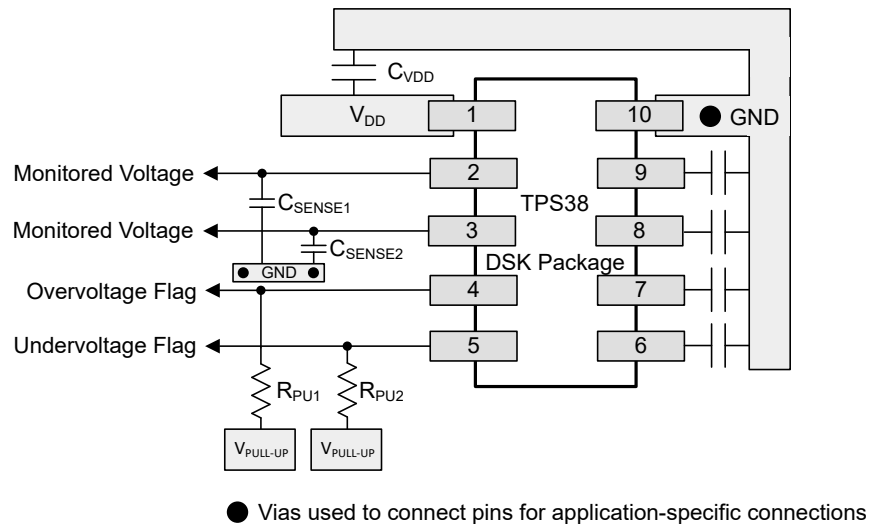 C_VDD
V_DD
1
10
GND
Monitored Voltage
2
9
C_SENSE1
TPS38
Monitored Voltage
3
8
C_SENSE2
GND
DSK Package
Overvoltage Flag
4
7
Undervoltage Flag
5
6
R_PU1
R_PU2
V_PULL-UP
V_PULL-UP
Vias used to connect pins for application-specific connections